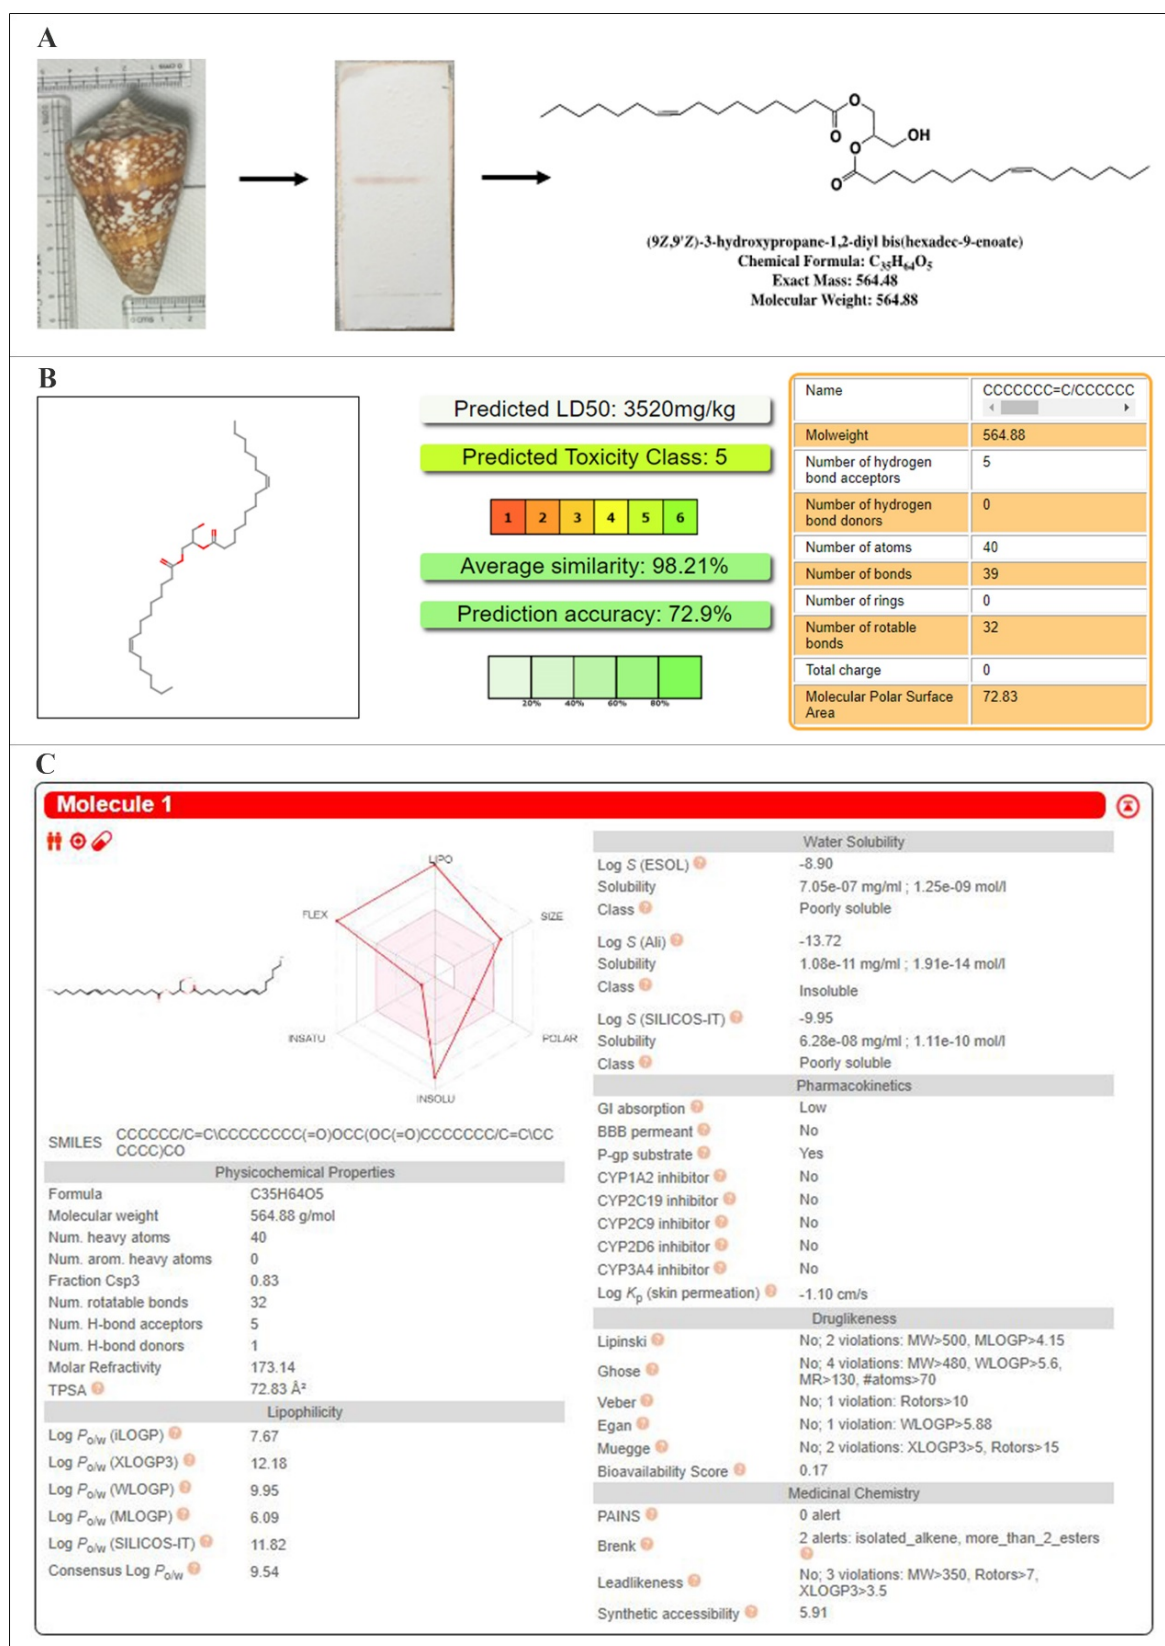 A
O
O
O
O
OH
(9Z,9'Z)-3-hydroxypropane-1,2-diyl bis(hexadec-9-enoate)
Chemical Formula: C₃₅H₆₄O₅
Exact Mass: 564.48
Molecular Weight: 564.88
B
Predicted LD50: 3520mg/kg
Predicted Toxicity Class: 5
1 2 3 4 5 6
Average similarity: 98.21%
Prediction accuracy: 72.9%
20% 40% 60% 80%
Name CCCCCCC=C/CCCCCC
Molweight 564.88
Number of hydrogen
bond acceptors 5
Number of hydrogen
bond donors 0
Number of atoms 40
Number of bonds 39
Number of rings 0
Number of rotable
bonds 32
Total charge 0
Molecular Polar Surface
Area 72.83
C
Molecule 1
LIPO
FLEX
SIZE
INSATU
POLAR
INSOLU
SMILES CCCCCC/C=C\CCCCCCCC(=O)OCC(OC(=O)CCCCCCC/C=C\CC
CCCC)CO
Physicochemical Properties
Formula C35H64O5
Molecular weight 564.88 g/mol
Num. heavy atoms 40
Num. arom. heavy atoms 0
Fraction Csp3 0.83
Num. rotatable bonds 32
Num. H-bond acceptors 5
Num. H-bond donors 1
Molar Refractivity 173.14
TPSA 72.83 Å²
Lipophilicity
Log Po/w (iLOGP) 7.67
Log Po/w (XLOGP3) 12.18
Log Po/w (WLOGP) 9.95
Log Po/w (MLOGP) 6.09
Log Po/w (SILICOS-IT) 11.82
Consensus Log Po/w 9.54
Water Solubility
Log S (ESOL) -8.90
Solubility 7.05e-07 mg/ml ; 1.25e-09 mol/l
Class Poorly soluble
Log S (Ali) -13.72
Solubility 1.08e-11 mg/ml ; 1.91e-14 mol/l
Class Insoluble
Log S (SILICOS-IT) -9.95
Solubility 6.28e-08 mg/ml ; 1.11e-10 mol/l
Class Poorly soluble
Pharmacokinetics
GI absorption Low
BBB permeant No
P-gp substrate Yes
CYP1A2 inhibitor No
CYP2C19 inhibitor No
CYP2C9 inhibitor No
CYP2D6 inhibitor No
CYP3A4 inhibitor No
Log Kp (skin permeation) -1.10 cm/s
Druglikeness
Lipinski No; 2 violations: MW>500, MLOGP>4.15
Ghose No; 4 violations: MW>480, WLOGP>5.6,
MR>130, #atoms>70
Veber No; 1 violation: Rotors>10
Egan No; 1 violation: WLOGP>5.88
Muegge No; 2 violations: XLOGP3>5, Rotors>15
Bioavailability Score 0.17
Medicinal Chemistry
PAINS 0 alert
Brenk 2 alerts: isolated_alkene, more_than_2_esters
Leadlikeness No; 3 violations: MW>350, Rotors>7,
XLOGP3>3.5
Synthetic accessibility 5.91